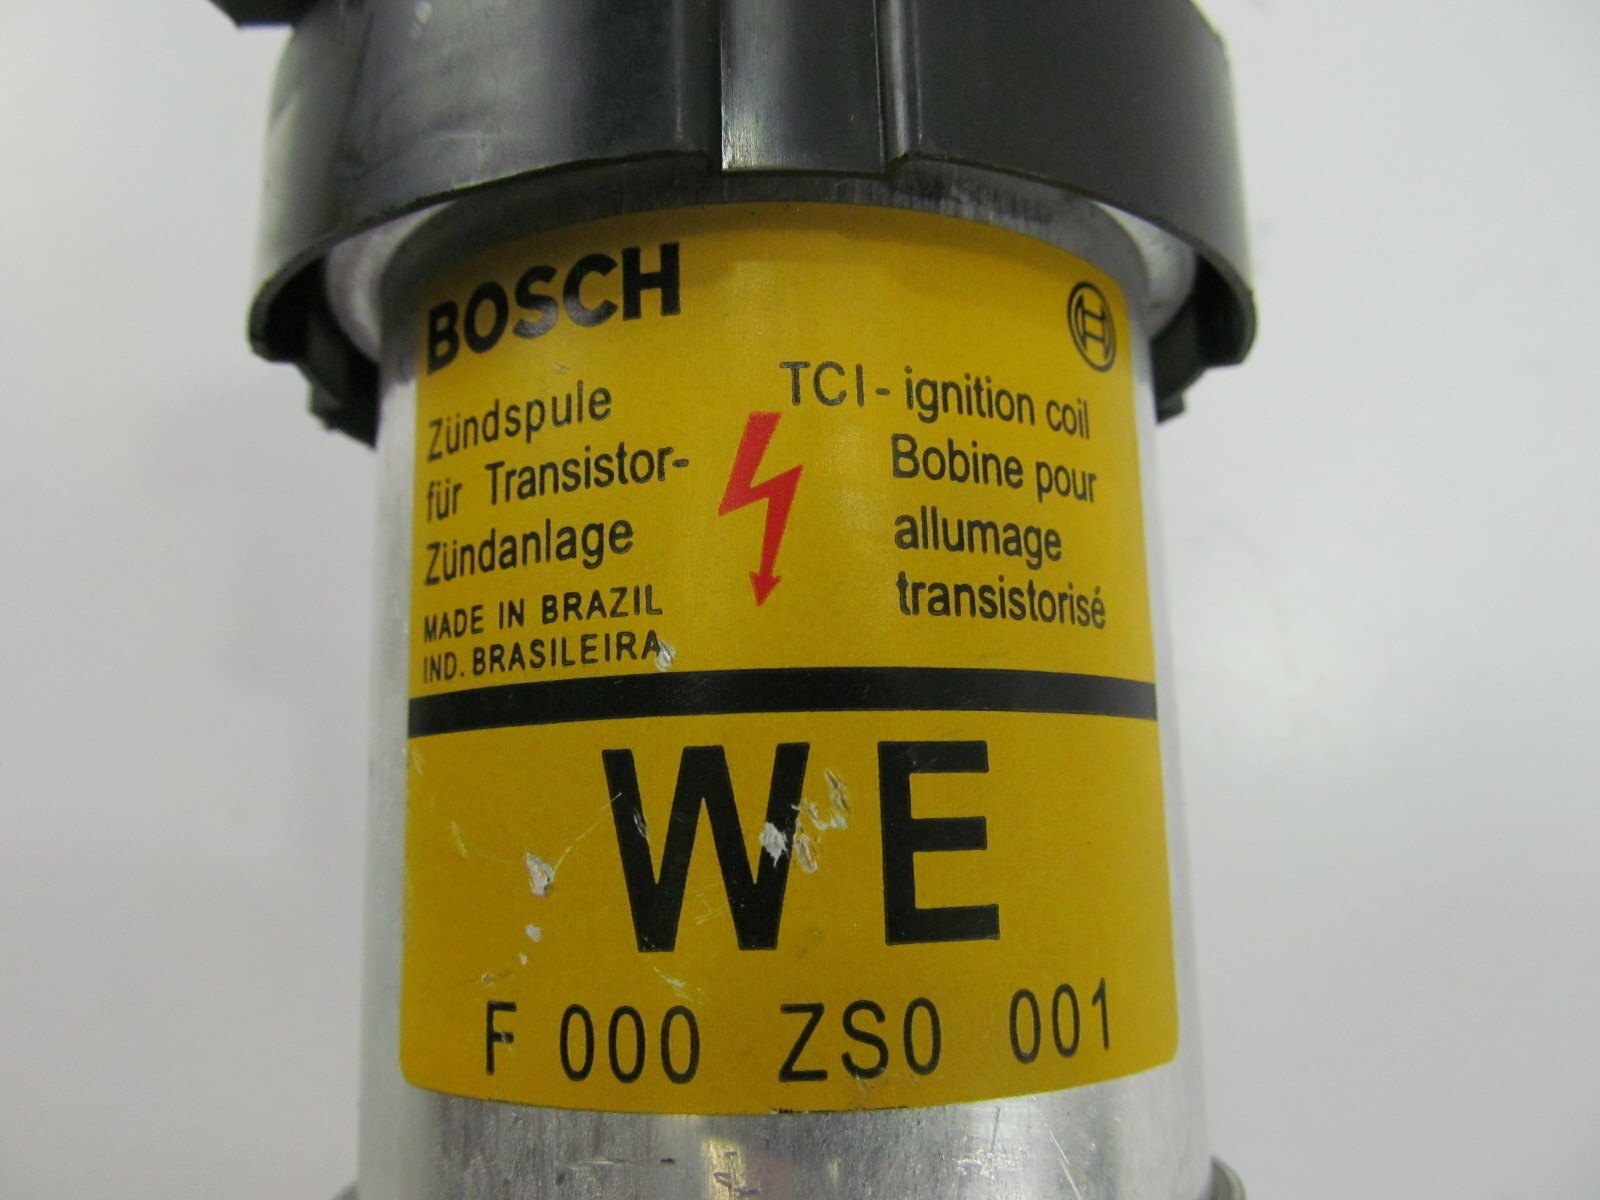 BOSCH
Zündspule
für Transistor-
Zündanlage
MADE IN BRAZIL
IND. BRASILEIRA
TCI - ignition coil
Bobine pour
allumage
transistorisé
WE
F 000 ZS0 001